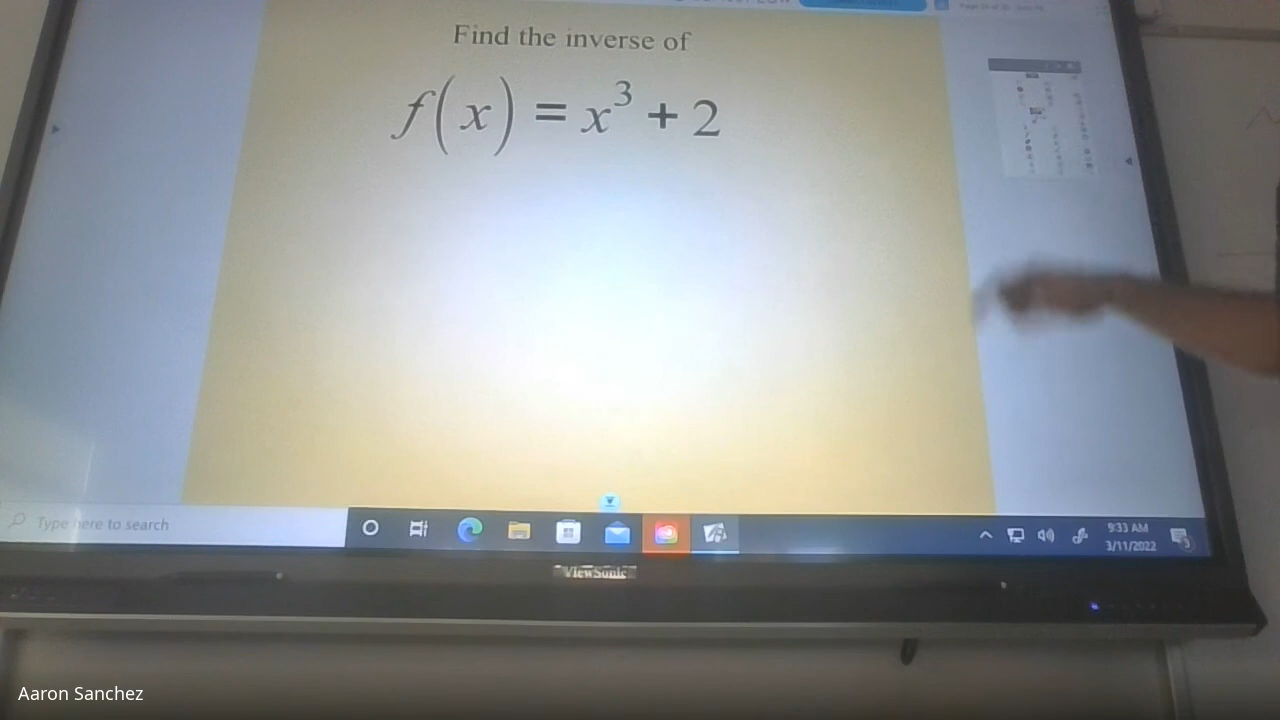 Find the inverse of
f(x) = x³ + 2
Type here to search
9:33 AM
3/11/2022
ViewSonic
Aaron Sanchez